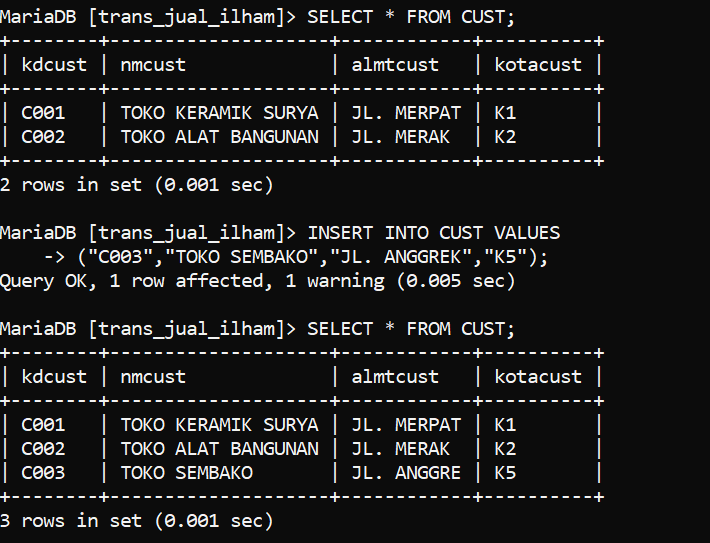 MariaDB [trans_jual_ilham]> SELECT * FROM CUST;
+--------+--------------------+------------+----------+
| kdcust | nmcust             | almtcust   | kotacust |
+--------+--------------------+------------+----------+
| C001   | TOKO KERAMIK SURYA | JL. MERPAT | K1       |
| C002   | TOKO ALAT BANGUNAN | JL. MERAK  | K2       |
+--------+--------------------+------------+----------+
2 rows in set (0.001 sec)
MariaDB [trans_jual_ilham]> INSERT INTO CUST VALUES
    -> ("C003","TOKO SEMBAKO","JL. ANGGREK","K5");
Query OK, 1 row affected, 1 warning (0.005 sec)
MariaDB [trans_jual_ilham]> SELECT * FROM CUST;
+--------+--------------------+------------+----------+
| kdcust | nmcust             | almtcust   | kotacust |
+--------+--------------------+------------+----------+
| C001   | TOKO KERAMIK SURYA | JL. MERPAT | K1       |
| C002   | TOKO ALAT BANGUNAN | JL. MERAK  | K2       |
| C003   | TOKO SEMBAKO       | JL. ANGGRE | K5       |
+--------+--------------------+------------+----------+
3 rows in set (0.001 sec)